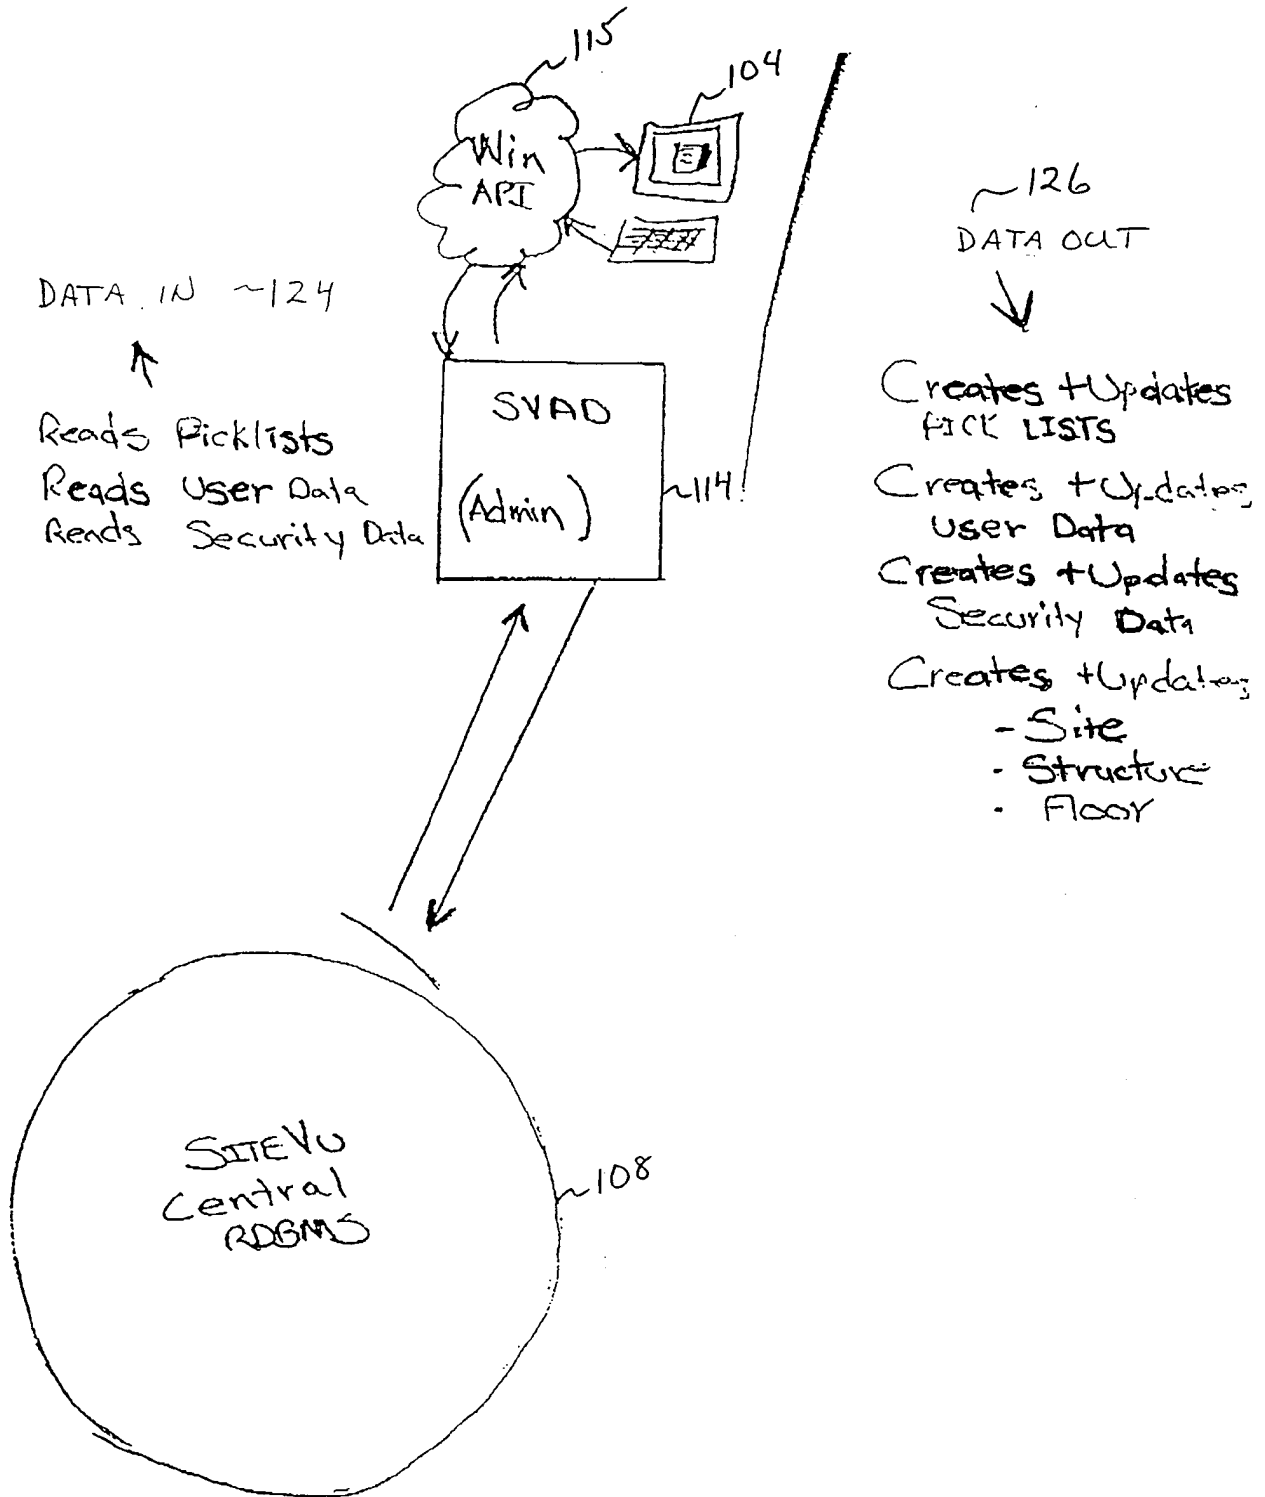 115
104
Win
API
126
DATA OUT
DATA IN 124
Creates + Updates
PICK LISTS
Creates + Updates
User Data
Creates + Updates
Security Data
Creates + Updates
- Site
- Structure
- Floor
Reads Picklists
Reads User Data
Reads Security Data
SVAD
(Admin)
114
SITEVU
Central
RDBMS
108